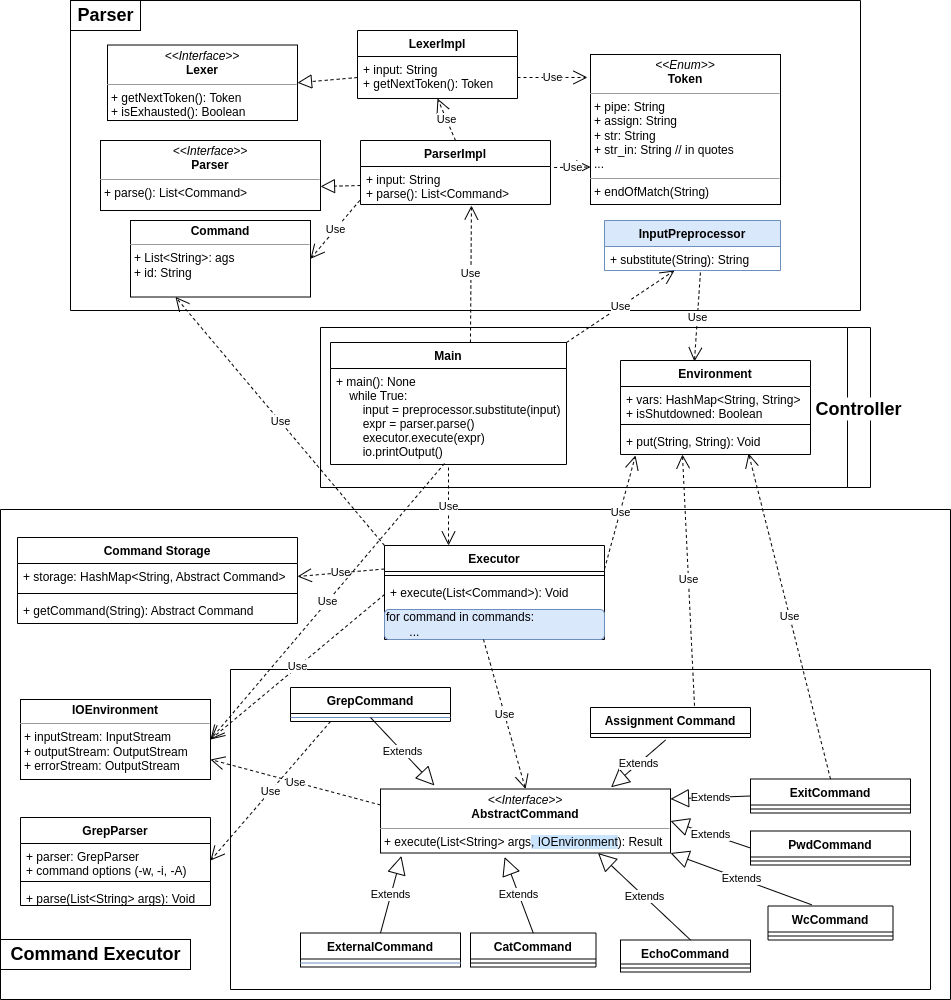 Parser
<<Interface>>
Lexer
+ getNextToken(): Token
+ isExhausted(): Boolean
LexerImpl
+ input: String
+ getNextToken(): Token
Use
<<Enum>>
Token
+ pipe: String
+ assign: String
+ str: String
+ str_in: String // in quotes
...
+ endOfMatch(String)
Use
<<Interface>>
Parser
+ parse(): List<Command>
ParserImpl
+ input: String
+ parse(): List<Command>
Use
Use
Command
+ List<String>: ags
+ id: String
InputPreprocessor
+ substitute(String): String
Use
Use
Use
Main
+ main(): None
while True:
input = preprocessor.substitute(input)
expr = parser.parse()
executor.execute(expr)
io.printOutput()
Environment
+ vars: HashMap<String, String>
+ isShutdowned: Boolean
+ put(String, String): Void
Controller
Use
Use
Use
Command Storage
+ storage: HashMap<String, Abstract Command>
+ getCommand(String): Abstract Command
Use
Executor
+ execute(List<Command>): Void
for command in commands:
...
Use
Use
Use
Use
Use
IOEnvironment
+ inputStream: InputStream
+ outputStream: OutputStream
+ errorStream: OutputStream
GrepCommand
Use
Assignment Command
Extends
Extends
Use
Use
<<Interface>>
AbstractCommand
+ execute(List<String> args, IOEnvironment): Result
Extends
ExitCommand
Extends
PwdCommand
GrepParser
+ parser: GrepParser
+ command options (-w, -i, -A)
+ parse(List<String> args): Void
Extends
Extends
Extends
Extends
WcCommand
ExternalCommand
CatCommand
EchoCommand
Command Executor